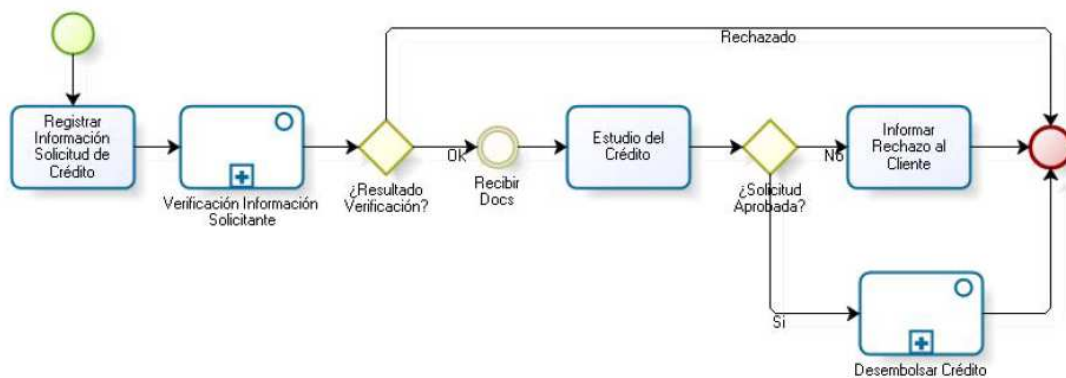 Rechazado
Registrar
Información
Solicitud de
Crédito
Verificación Información
Solicitante
¿Resultado
Verificación?
Ok
Recibir
Docs
Estudio del
Crédito
¿Solicitud
Aprobada?
No
Informar
Rechazo al
Cliente
Si
Desembolsar Crédito